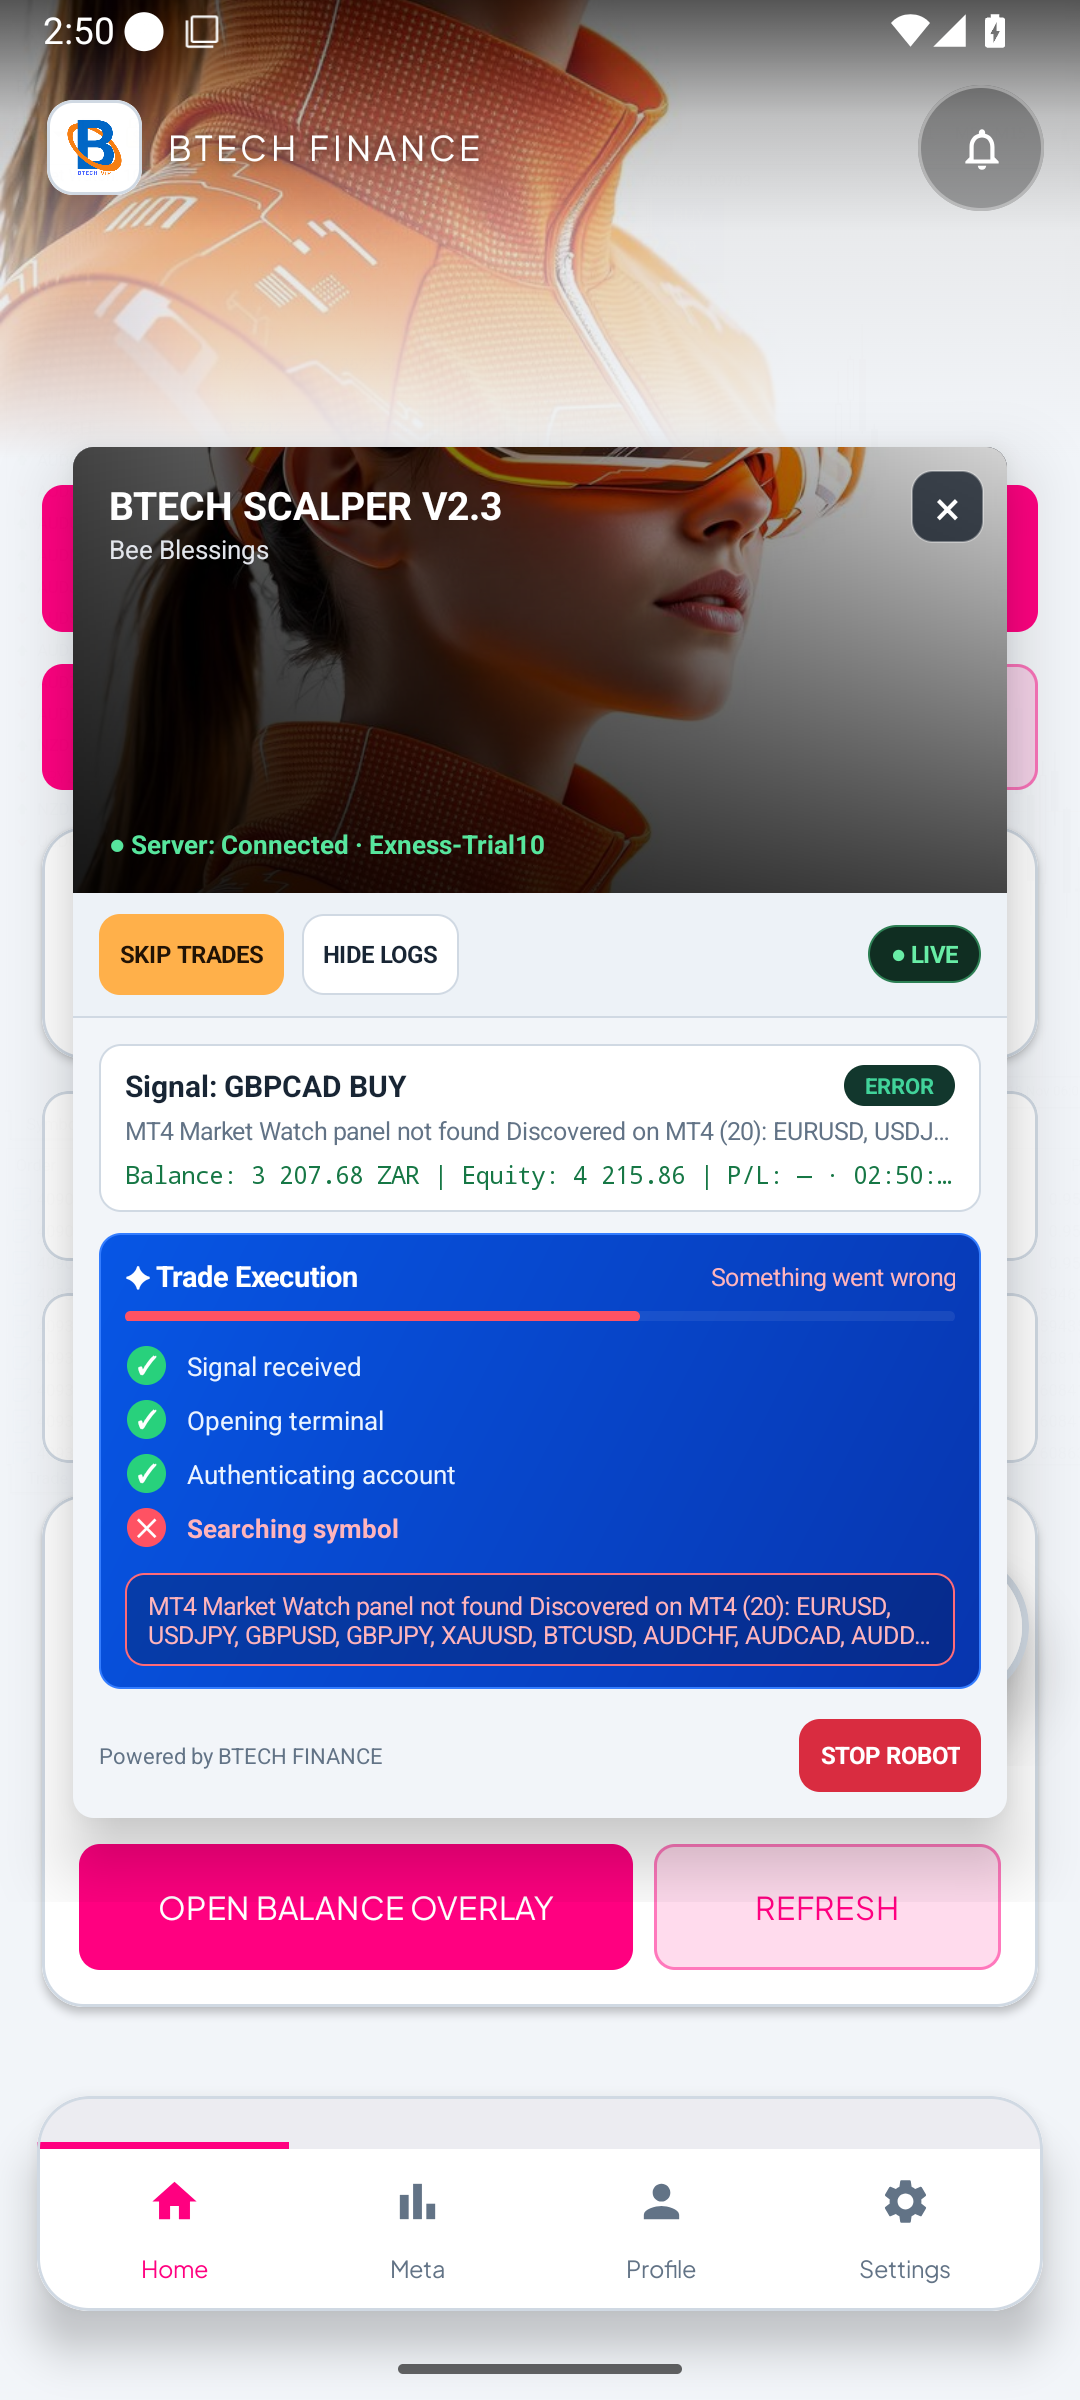 2:50
BTECH FINANCE
BTECH SCALPER V2.3
Bee Blessings
● Server: Connected · Exness-Trial10
SKIP TRADES
HIDE LOGS
● LIVE
Signal: GBPCAD BUY
ERROR
MT4 Market Watch panel not found Discovered on MT4 (20): EURUSD, USDJ...
Balance: 3 207.68 ZAR | Equity: 4 215.86 | P/L: — · 02:50:...
✦ Trade Execution
Something went wrong
Signal received
Opening terminal
Authenticating account
Searching symbol
MT4 Market Watch panel not found Discovered on MT4 (20): EURUSD,
USDJPY, GBPUSD, GBPJPY, XAUUSD, BTCUSD, AUDCHF, AUDCAD, AUDD...
Powered by BTECH FINANCE
STOP ROBOT
OPEN BALANCE OVERLAY
REFRESH
Home
Meta
Profile
Settings